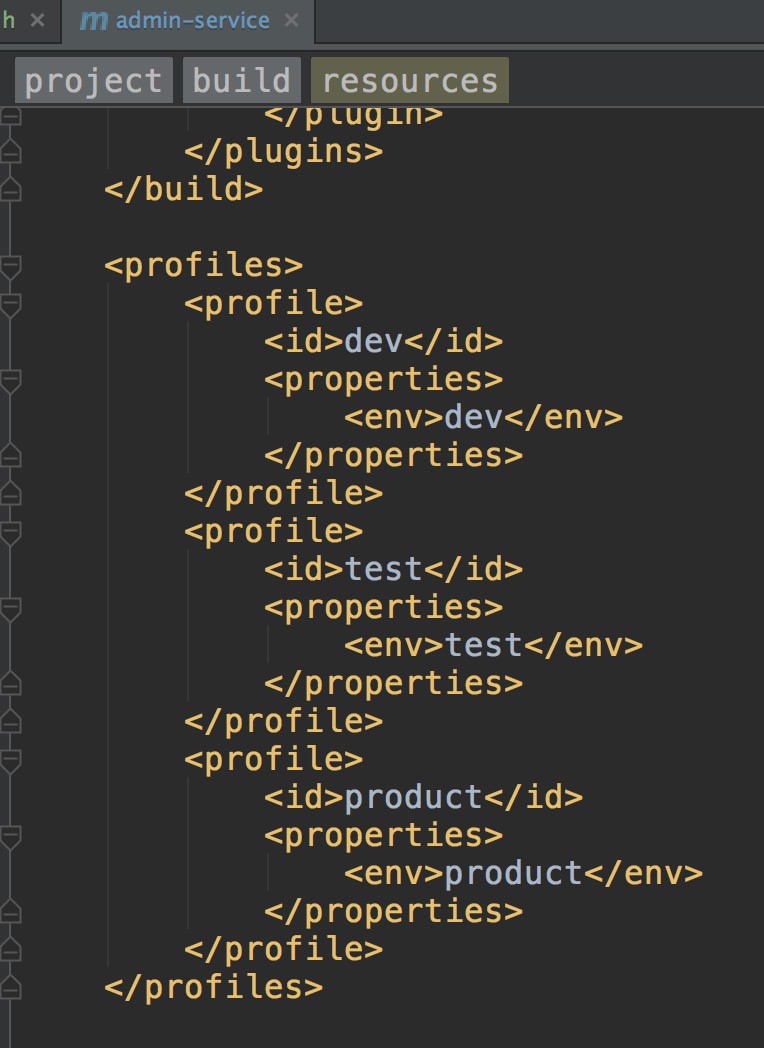 h
admin-service
project build resources
</plugin>
</plugins>
</build>
<profiles>
<profile>
<id>dev</id>
<properties>
<env>dev</env>
</properties>
</profile>
<profile>
<id>test</id>
<properties>
<env>test</env>
</properties>
</profile>
<profile>
<id>product</id>
<properties>
<env>product</env>
</properties>
</profile>
</profiles>